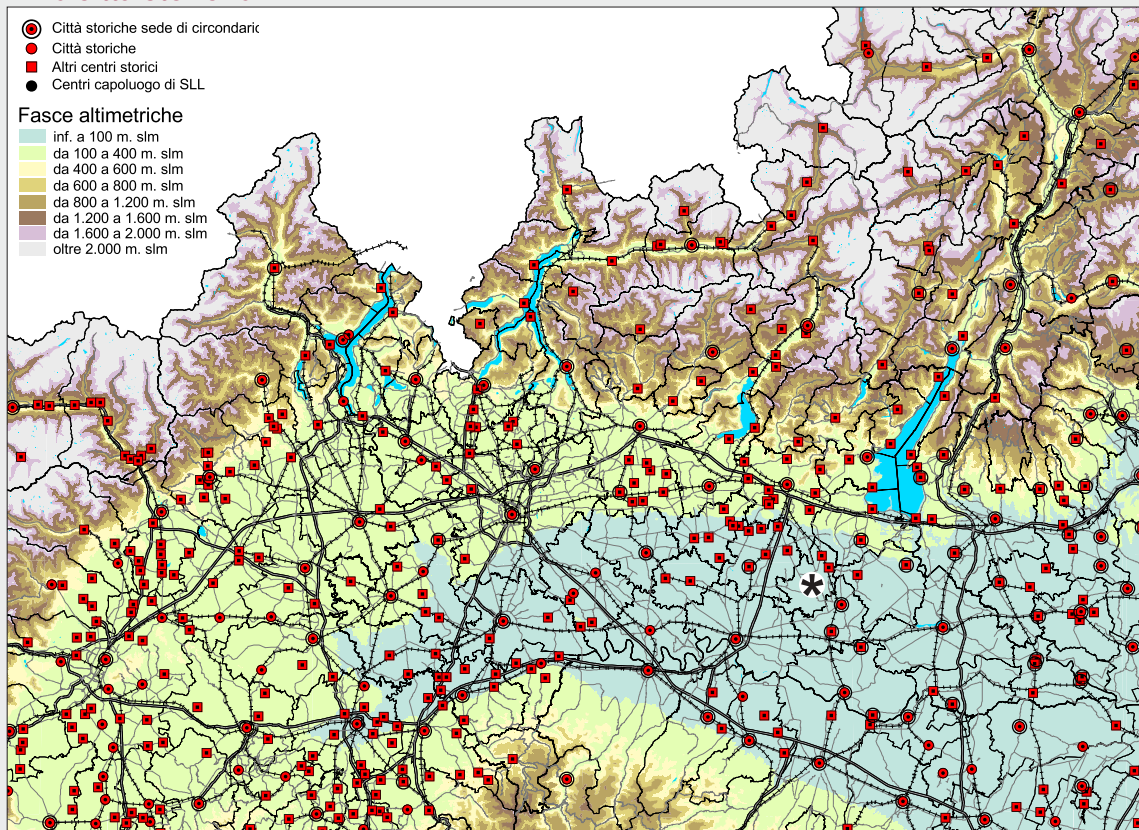 Città storiche sede di circondaric
Città storiche
Altri centri storici
Centri capoluogo di SLL
Fasce altimetriche
inf. a 100 m. slm
da 100 a 400 m. slm
da 400 a 600 m. slm
da 600 a 800 m. slm
da 800 a 1.200 m. slm
da 1.200 a 1.600 m. slm
da 1.600 a 2.000 m. slm
oltre 2.000 m. slm
*